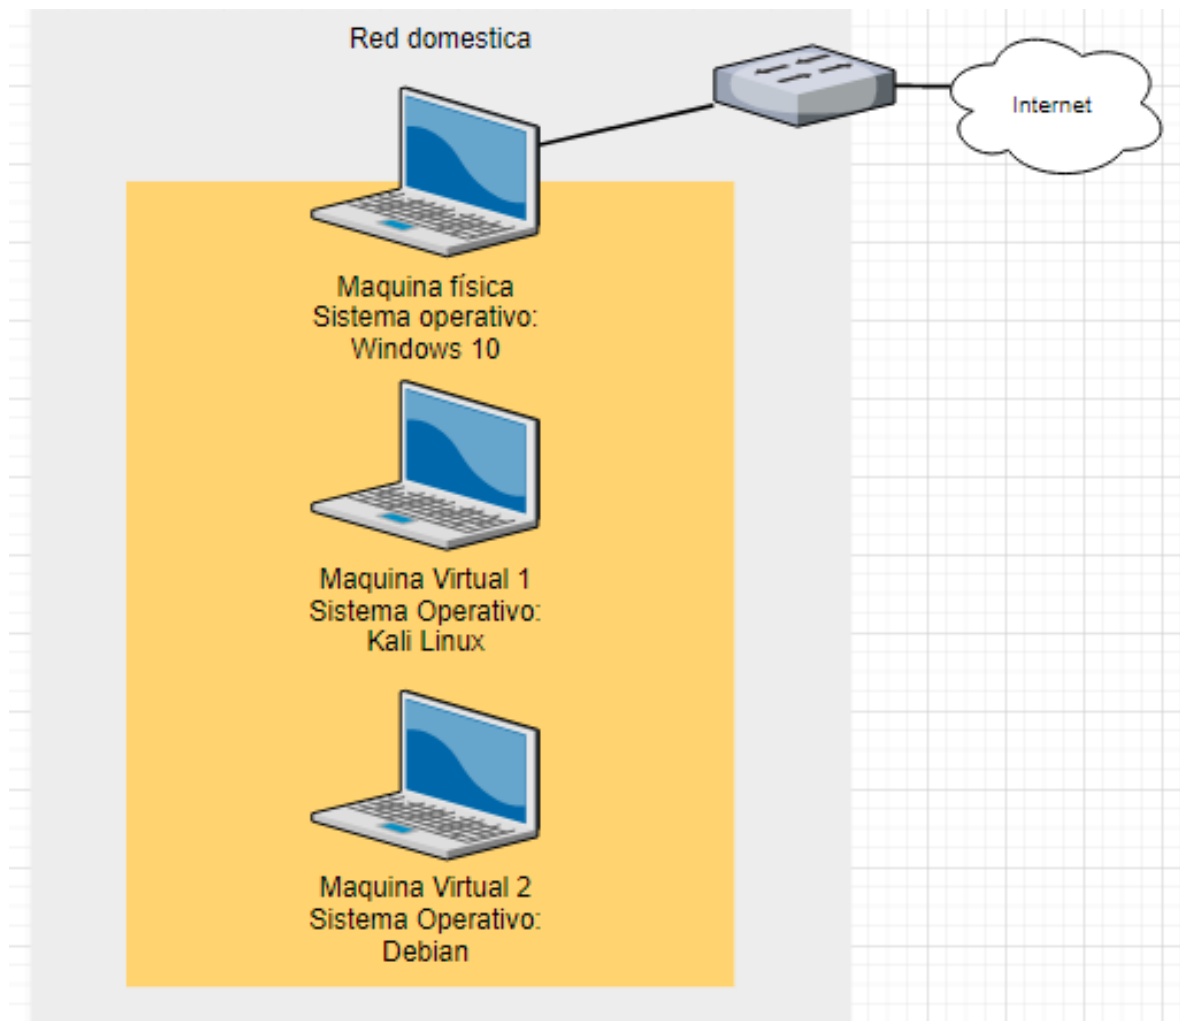 Red domestica
Internet
Maquina física
Sistema operativo:
Windows 10
Maquina Virtual 1
Sistema Operativo:
Kali Linux
Maquina Virtual 2
Sistema Operativo:
Debian